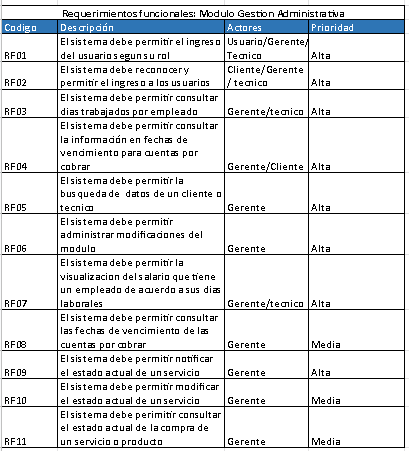 Requerimientos funcionales: Modulo Gestion Administrativa
Codigo Descripción Actores Prioridad
El sistema debe permitir el ingreso Usuario/Gerente/
RF01 del usuario segun su rol Tecnico Alta
El sistema debe reconocer y Cliente/Gerente
RF02 permitir el ingreso a los usuarios / tecnico Alta
El sistema debe permitir consultar
RF03 dias trabajados por empleado Gerente/tecnico Alta
El sistema debe permitir consultar
la información en fechas de
vencimiento para cuentas por
RF04 cobrar Gerente/Cliente Alta
El sistema debe permitir la
busqueda de datos de un cliente o
RF05 tecnico Gerente Alta
El sistema debe permitir
administrar modificaciones del
RF06 modulo Gerente Alta
El sistema debe permitir la
visualizacion del salario que tiene
un empleado de acuerdo a sus dias
RF07 laborales Gerente/tecnico Alta
El sistema debe permitir consultar
las fechas de vencimiento de las
RF08 cuentas por cobrar Gerente Media
El sistema debe permitir notificar
RF09 el estado actual de un servicio Gerente Alta
El sistema debe permitir modificar
RF10 el estado actual de un servicio Gerente Media
El sistema debe perimitir consultar
el estado actual de la compra de
RF11 un servicio o producto Gerente Media